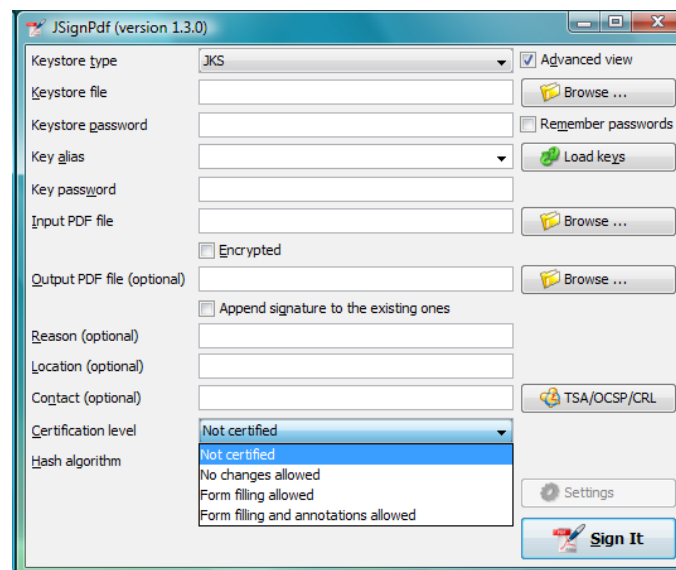 JSignPdf (version 1.3.0)
Keystore type JKS Advanced view
Keystore file Browse ...
Keystore password Remember passwords
Key alias Load keys
Key password
Input PDF file Browse ...
Encrypted
Output PDF file (optional) Browse ...
Append signature to the existing ones
Reason (optional)
Location (optional)
Contact (optional) TSA/OCSP/CRL
Certification level Not certified
Hash algorithm Not certified
No changes allowed
Form filling allowed Settings
Form filling and annotations allowed
Sign It